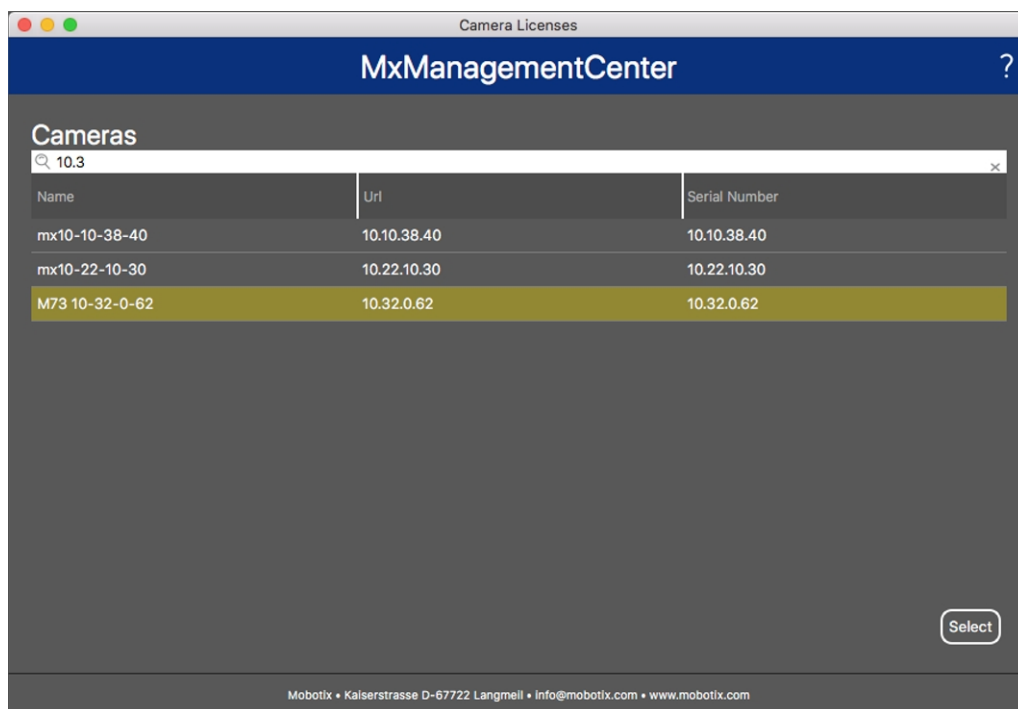 Camera Licenses
MxManagementCenter ?
Cameras
10.3 ×
Name Url Serial Number
mx10-10-38-40 10.10.38.40 10.10.38.40
mx10-22-10-30 10.22.10.30 10.22.10.30
M73 10-32-0-62 10.32.0.62 10.32.0.62
Select
Mobotix • Kaiserstrasse D-67722 Langmeil • info@mobotix.com • www.mobotix.com